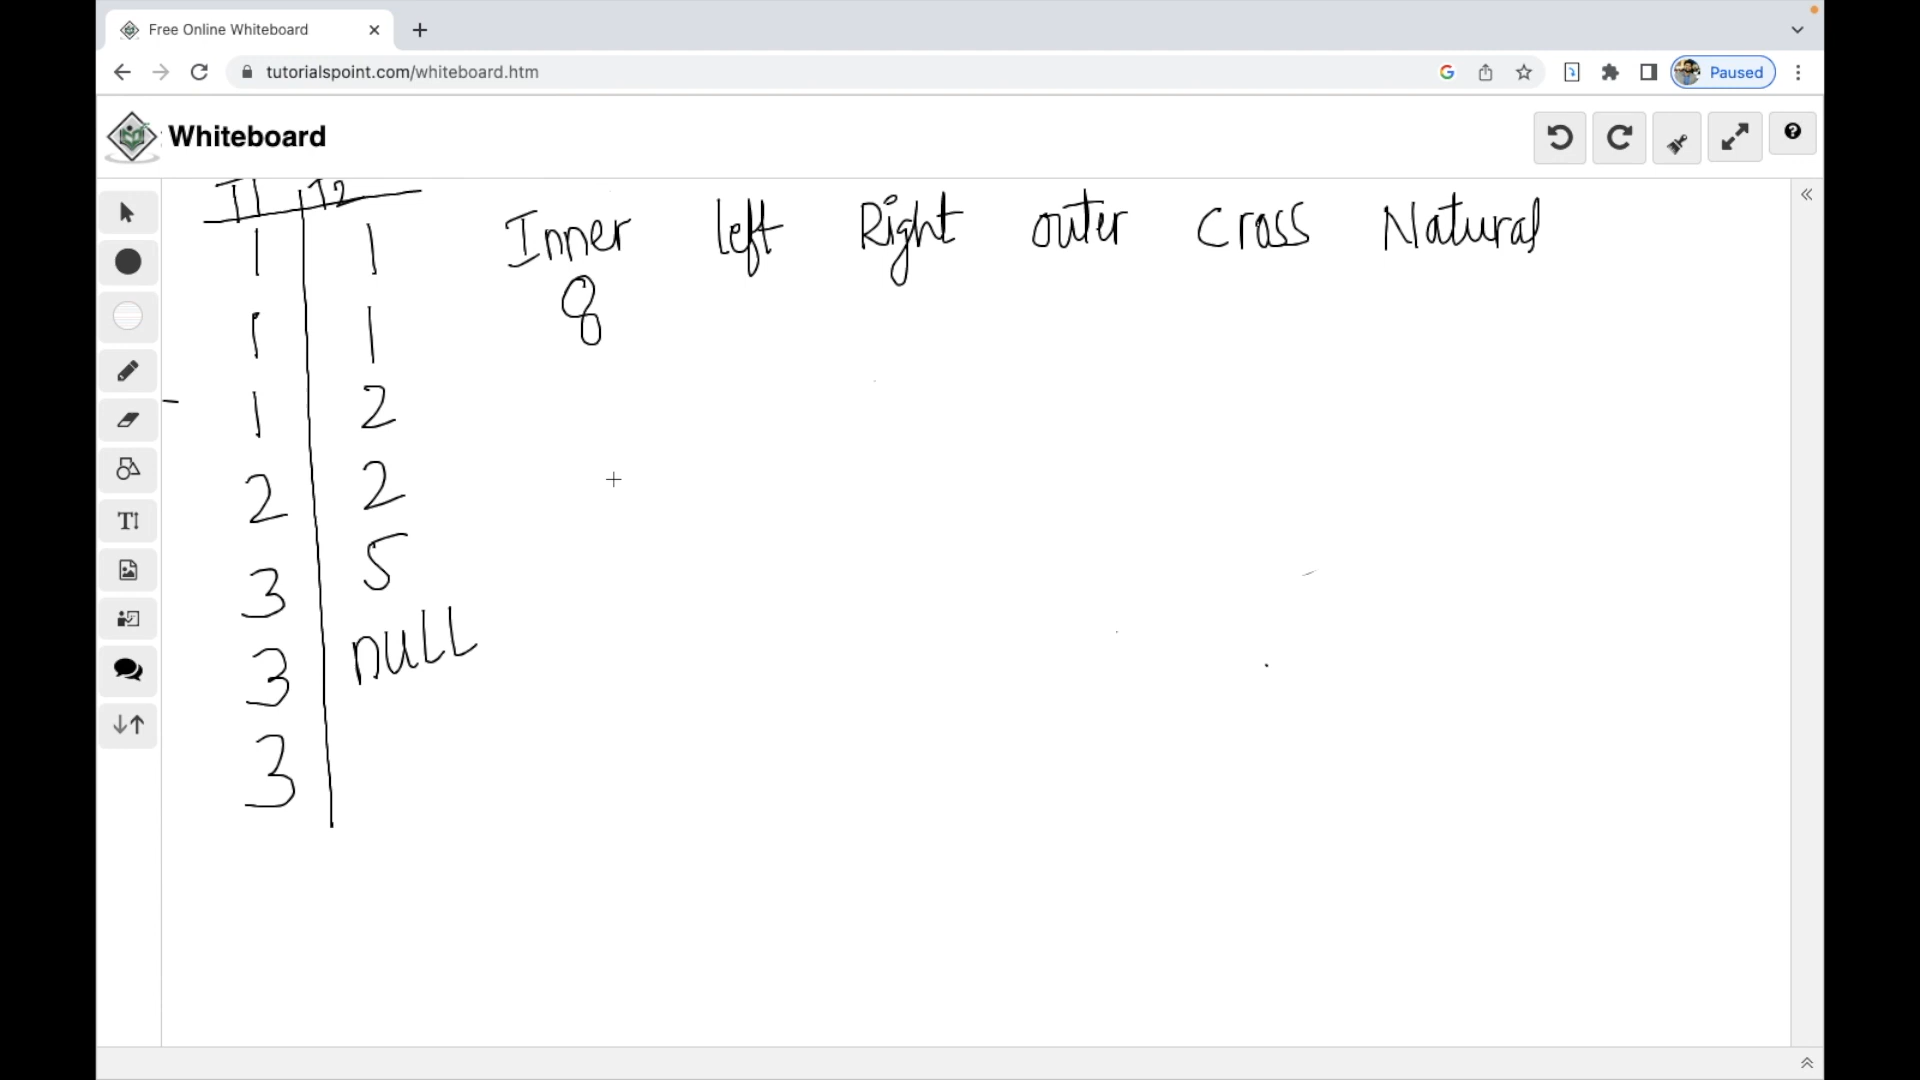 Free Online Whiteboard
tutorialspoint.com/whiteboard.htm
Paused
Whiteboard
T1 T2
Inner left Right outer Cross Natural
1 1
8
1 1
1 2
2 2
3 5
3 NULL
3